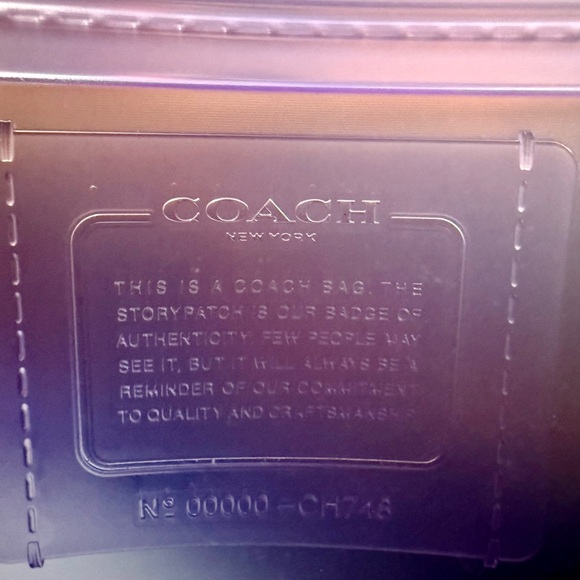 COACH
NEW YORK
THIS IS A COACH BAG. THE
STORYPATCH IS OUR BADGE OF
AUTHENTICITY. FEW PEOPLE MAY
SEE IT, BUT IT WILL ALWAYS BE A
REMINDER OF OUR COMMITMENT
TO QUALITY AND CRAFTSMANSHIP.
Nº 00000-CH748